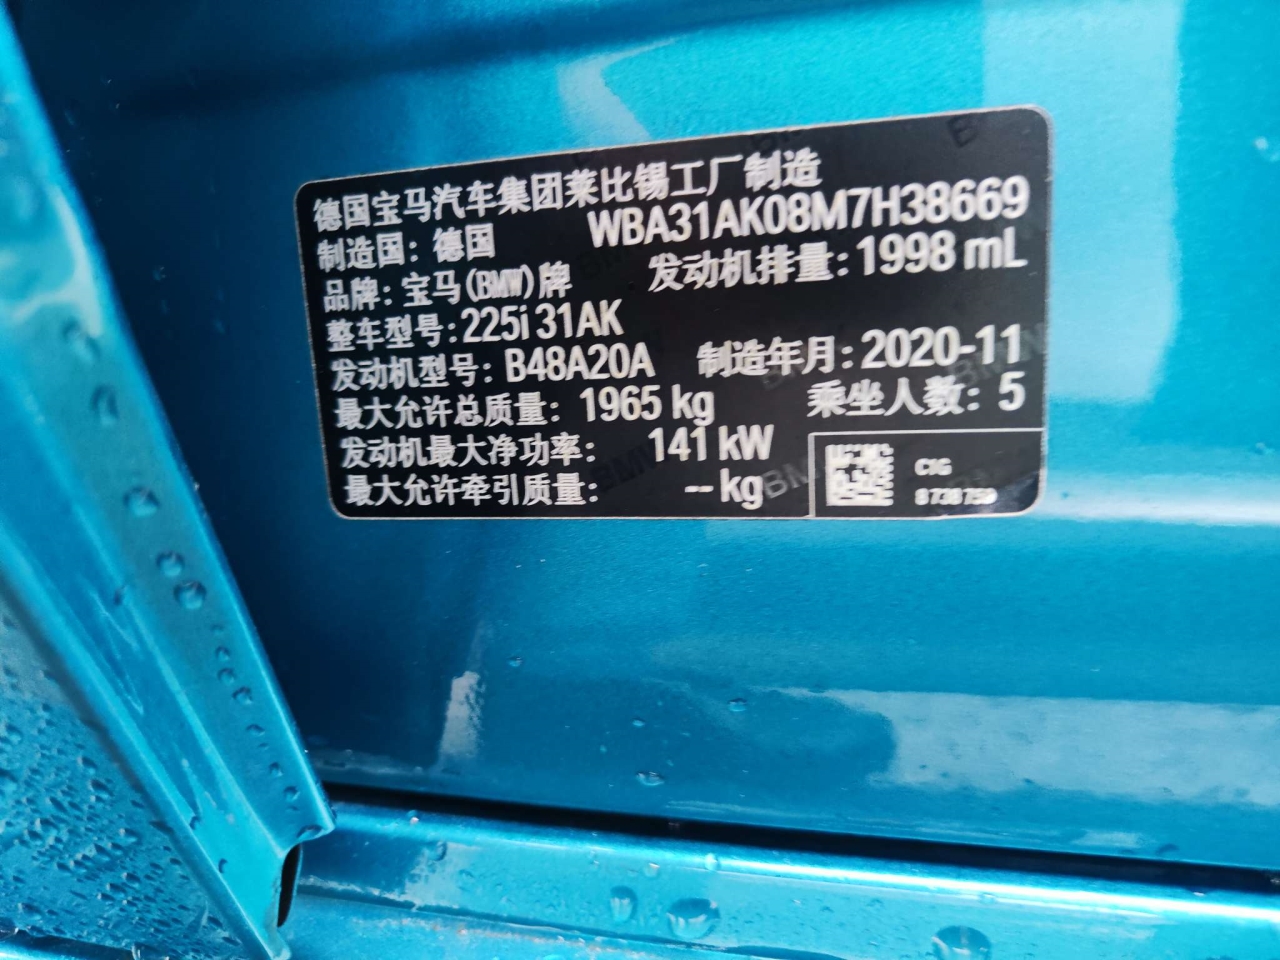 德国宝马汽车集团莱比锡工厂制造
制造国：德国 WBA31AK08M7H38669
品牌：宝马(BMW)牌 发动机排量：1998 mL
整车型号：225i 31AK
发动机型号：B48A20A 制造年月：2020-11
最大允许总质量：1965 kg 乘坐人数：5
发动机最大净功率：141 kW
最大允许牵引质量：-- kg
CIG